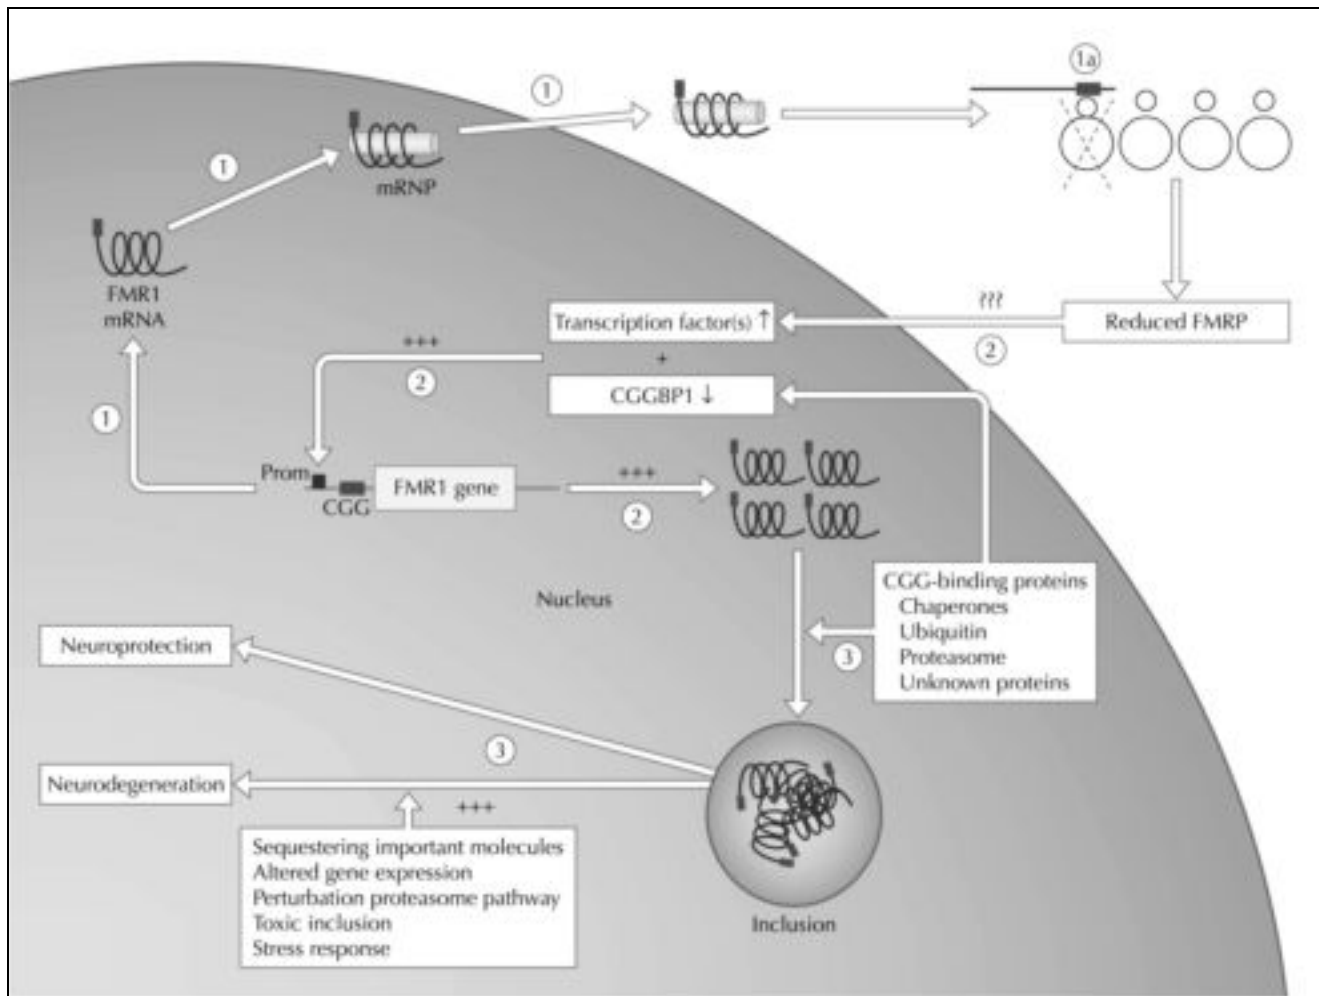 1a
1
1
mRNP
1
FMR1
mRNA
???
Transcription factor(s) ↑
Reduced FMRP
2
+++
2
+
CGGBP1 ↓
1
Prom
CGG
FMR1 gene
+++
2
Nucleus
CGG-binding proteins
Chaperones
Ubiquitin
Proteasome
Unknown proteins
3
Neuroprotection
3
Neurodegeneration
+++
Sequestering important molecules
Altered gene expression
Perturbation proteasome pathway
Toxic inclusion
Stress response
Inclusion